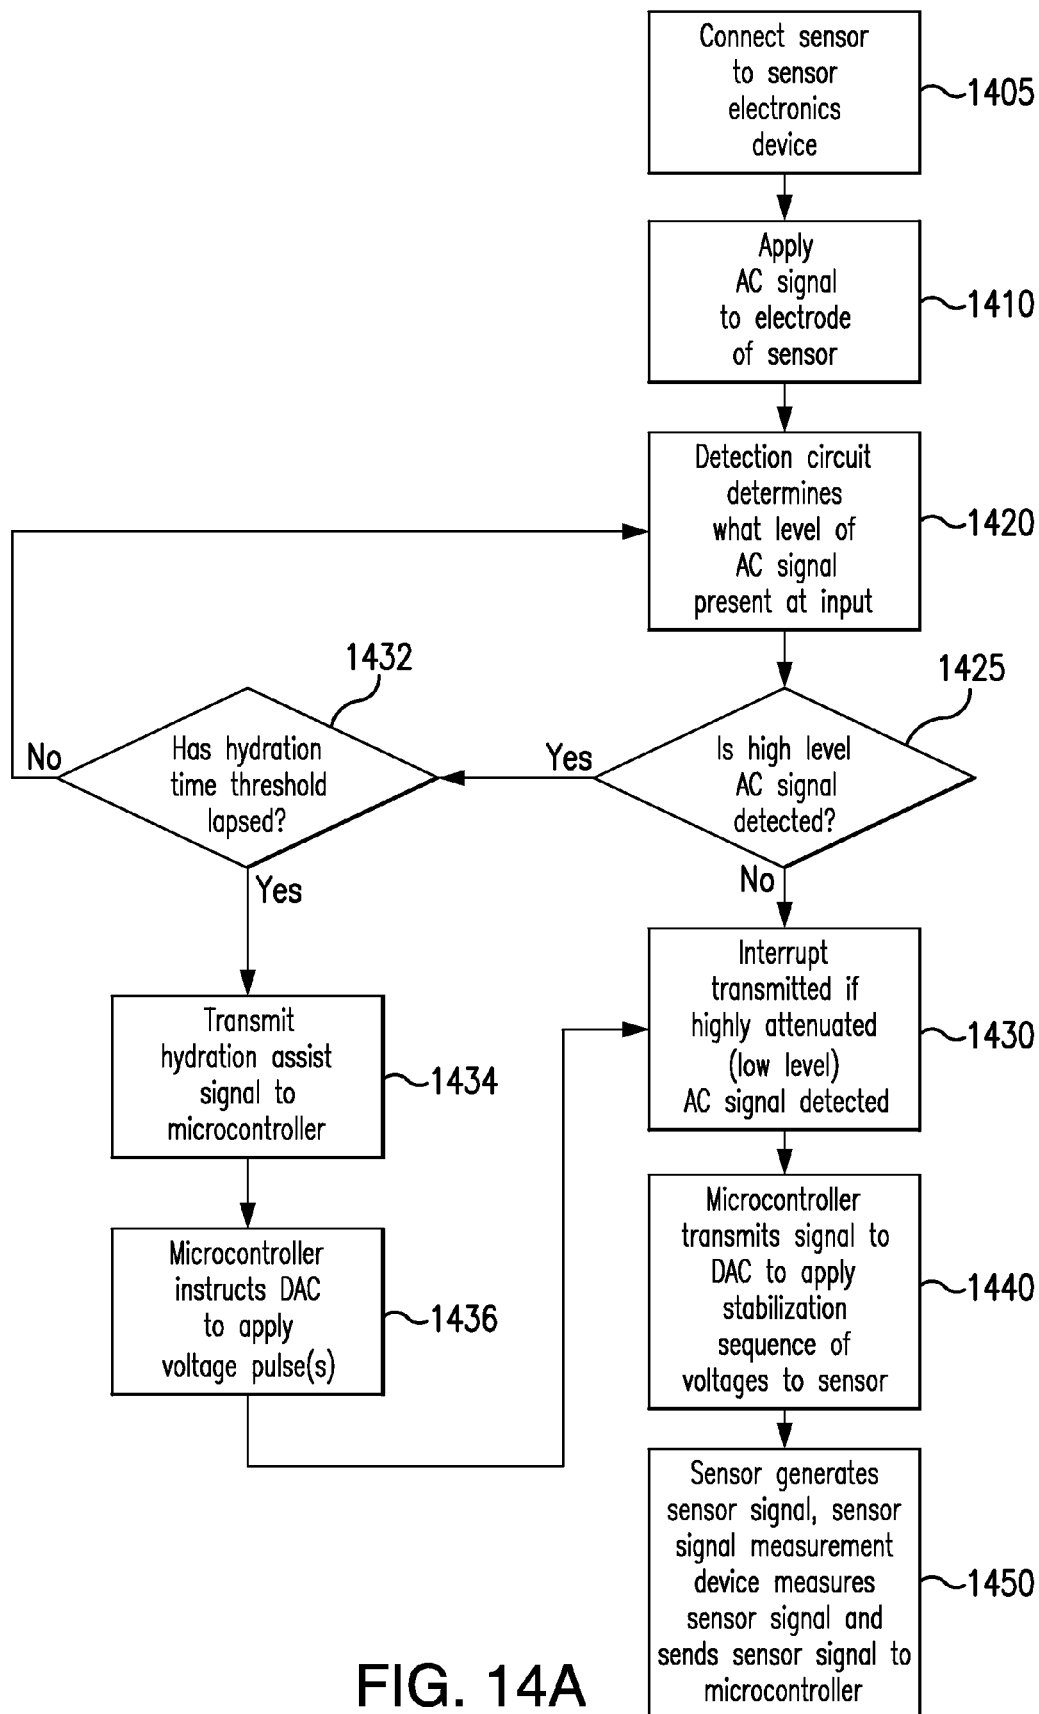 Connect sensor
to sensor
electronics
device
1405
Apply
AC signal
to electrode
of sensor
1410
Detection circuit
determines
what level of
AC signal
present at input
1420
1432
1425
No
Has hydration
time threshold
lapsed?
Yes
Is high level
AC signal
detected?
Yes
No
Interrupt
transmitted if
highly attenuated
(low level)
AC signal detected
1430
Transmit
hydration assist
signal to
microcontroller
1434
Microcontroller
instructs DAC
to apply
voltage pulse(s)
1436
Microcontroller
transmits signal to
DAC to apply
stabilization
sequence of
voltages to sensor
1440
Sensor generates
sensor signal, sensor
signal measurement
device measures
sensor signal and
sends sensor signal to
microcontroller
1450
FIG. 14A